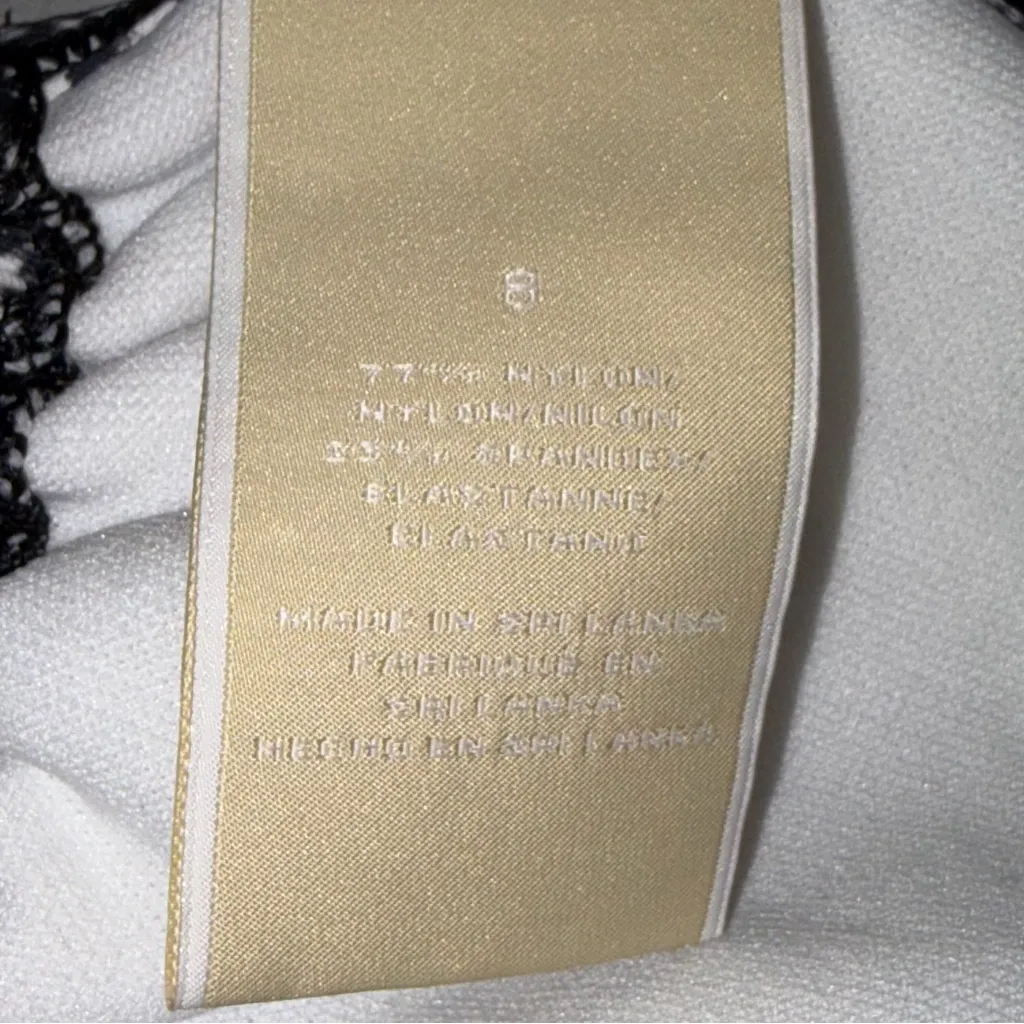 77% NYLON/
NYLON/NILON
23% SPANDEX/
ELASTANNE/
ELASTANO
MADE IN SRI LANKA
FABRIQUE EN
SRI LANKA
HECHO EN SRI LANKA